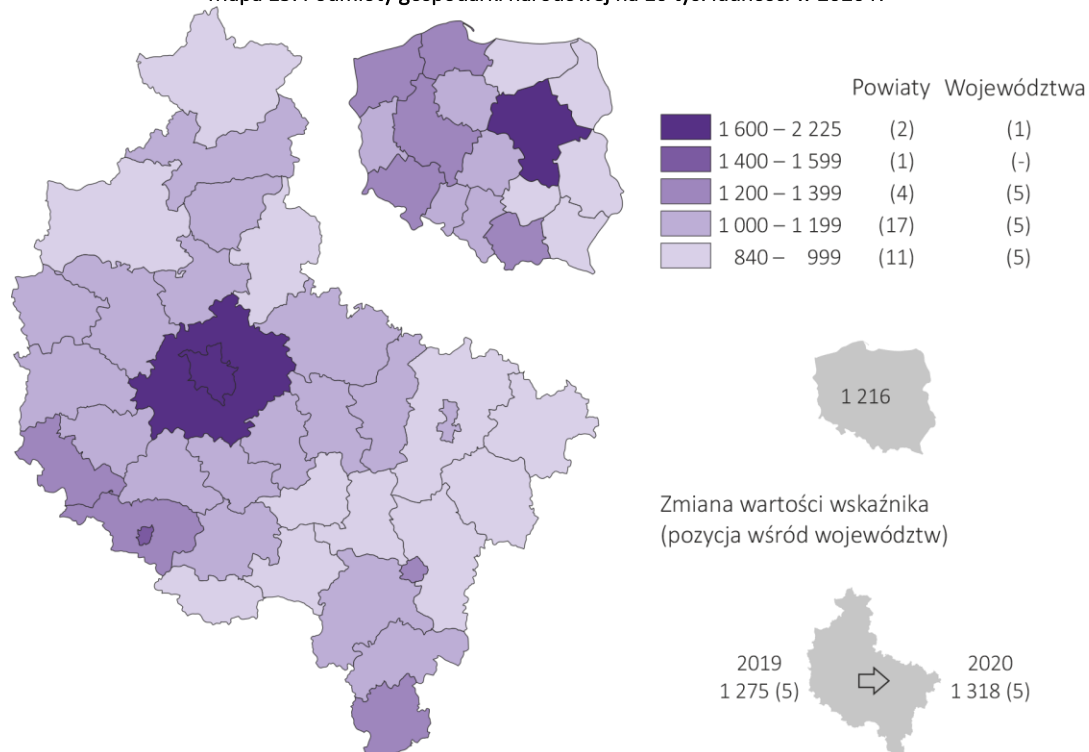 Powiaty Województwa
1 600 – 2 225 (2) (1)
1 400 – 1 599 (1) (-)
1 200 – 1 399 (4) (5)
1 000 – 1 199 (17) (5)
840 – 999 (11) (5)
1 216
Zmiana wartości wskaźnika
(pozycja wśród województw)
2019
1 275 (5)
2020
1 318 (5)